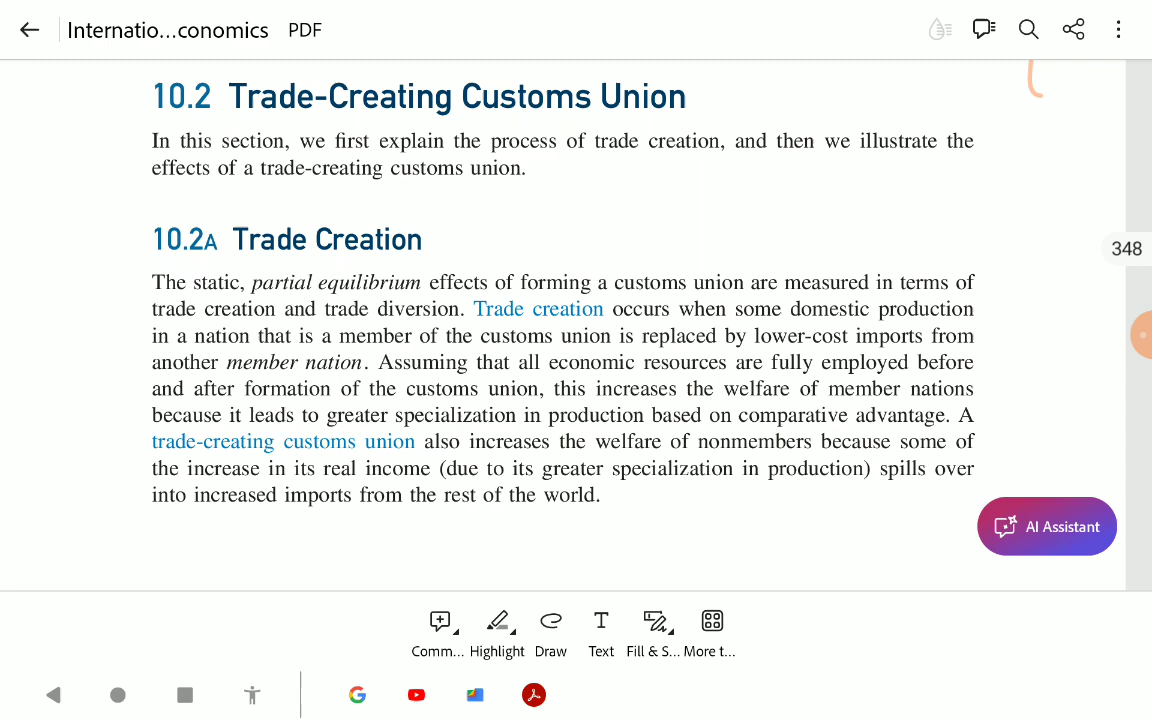 Internatio...conomics PDF
10.2 Trade-Creating Customs Union
In this section, we first explain the process of trade creation, and then we illustrate the
effects of a trade-creating customs union.
10.2A Trade Creation
348
The static, partial equilibrium effects of forming a customs union are measured in terms of
trade creation and trade diversion. Trade creation occurs when some domestic production
in a nation that is a member of the customs union is replaced by lower-cost imports from
another member nation. Assuming that all economic resources are fully employed before
and after formation of the customs union, this increases the welfare of member nations
because it leads to greater specialization in production based on comparative advantage. A
trade-creating customs union also increases the welfare of nonmembers because some of
the increase in its real income (due to its greater specialization in production) spills over
into increased imports from the rest of the world.
AI Assistant
Comm... Highlight Draw Text Fill & S... More t...